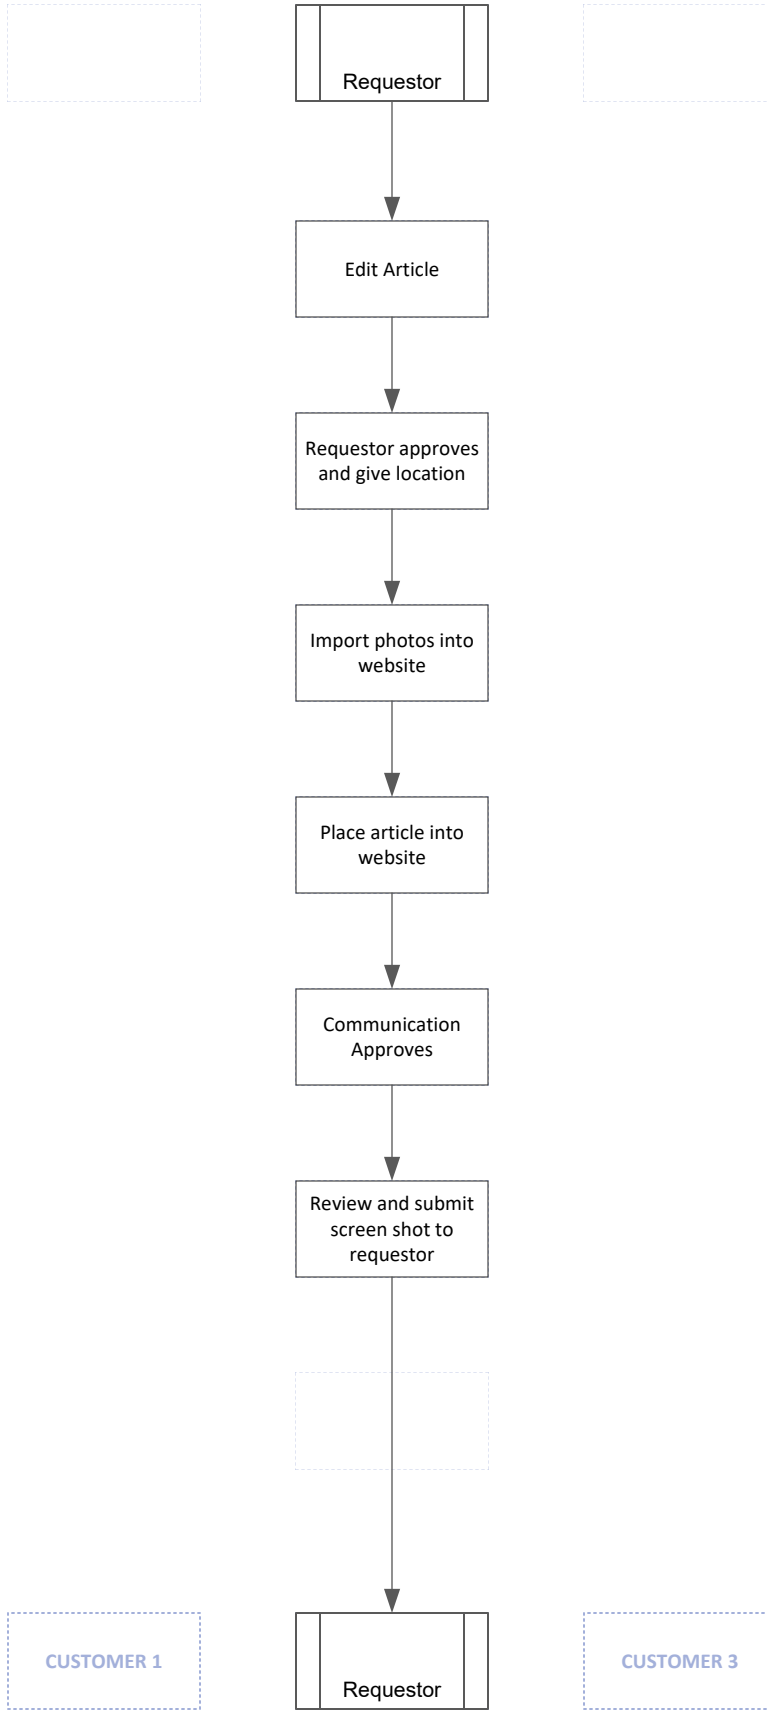 Requestor
Edit Article
Requestor approves
and give location
Import photos into
website
Place article into
website
Communication
Approves
Review and submit
screen shot to
requestor
CUSTOMER 1
Requestor
CUSTOMER 3